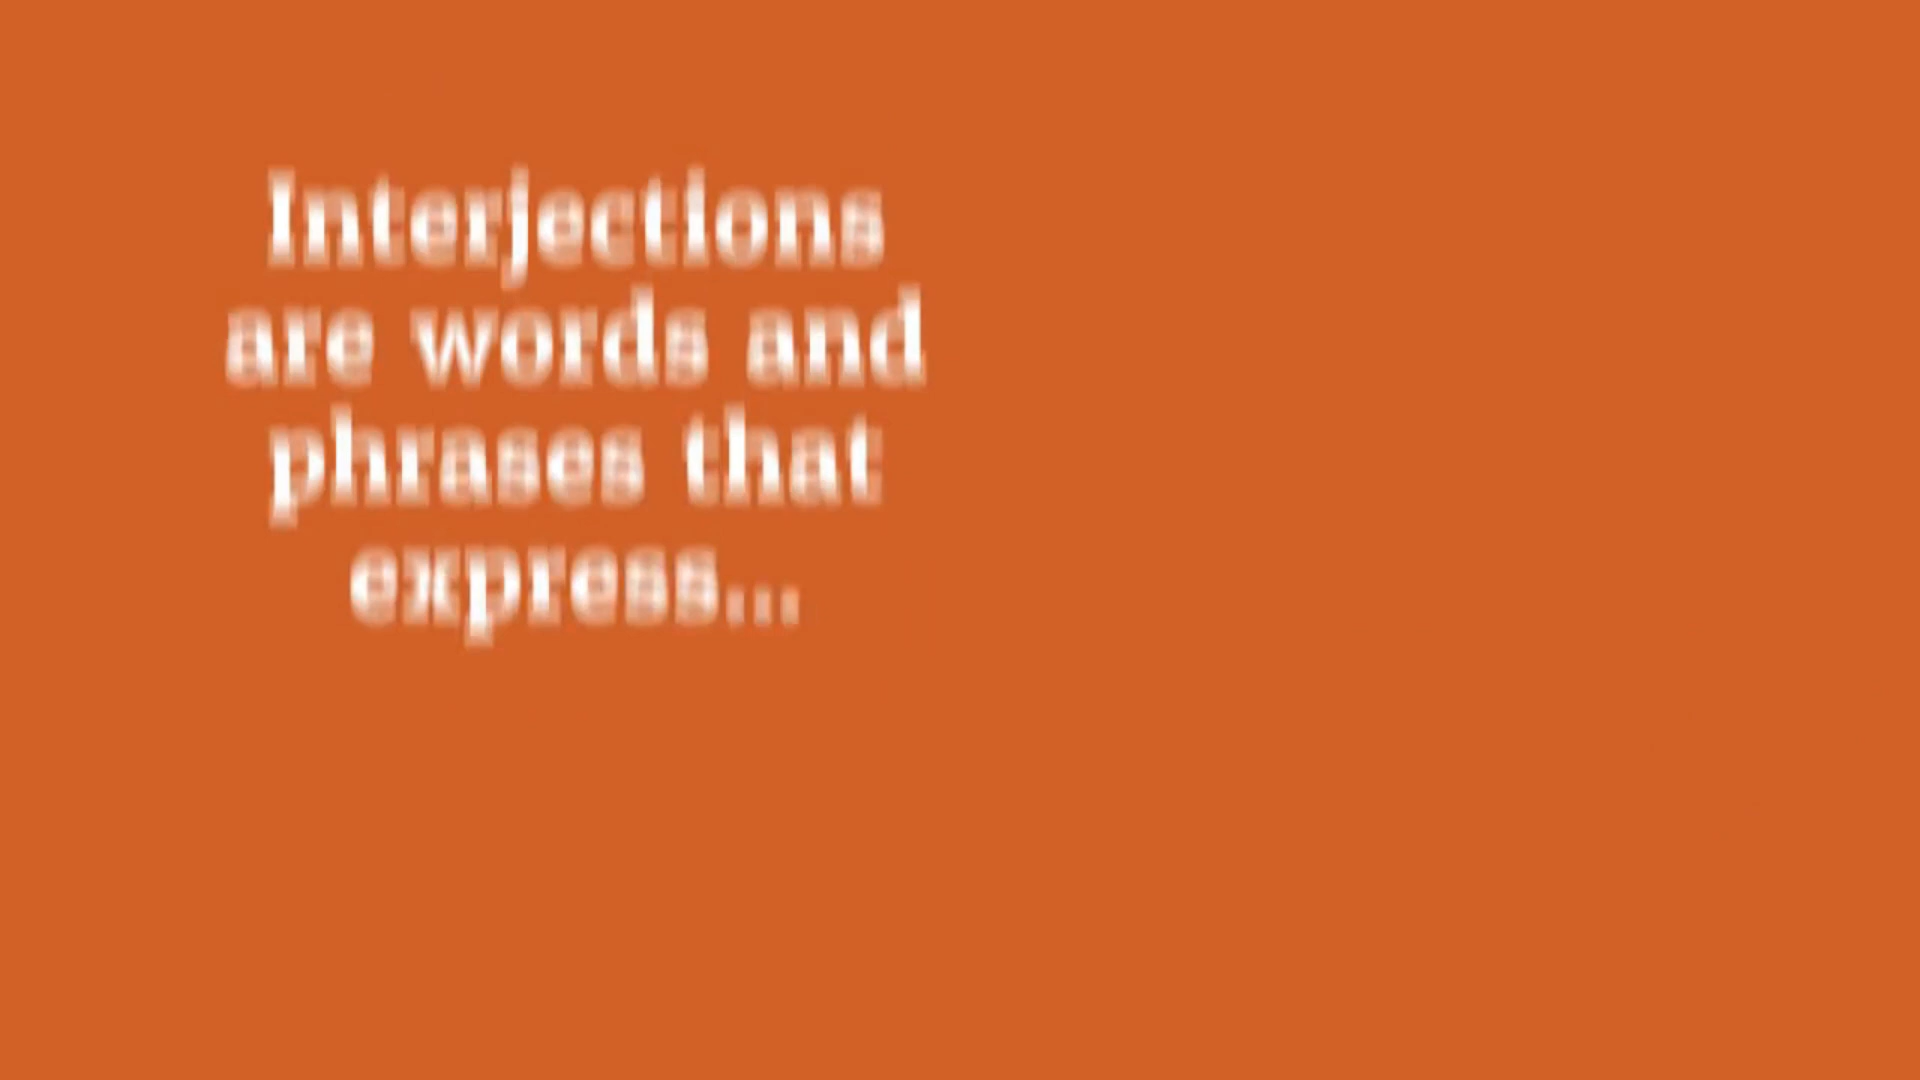 Interjections
are words and
phrases that
express...